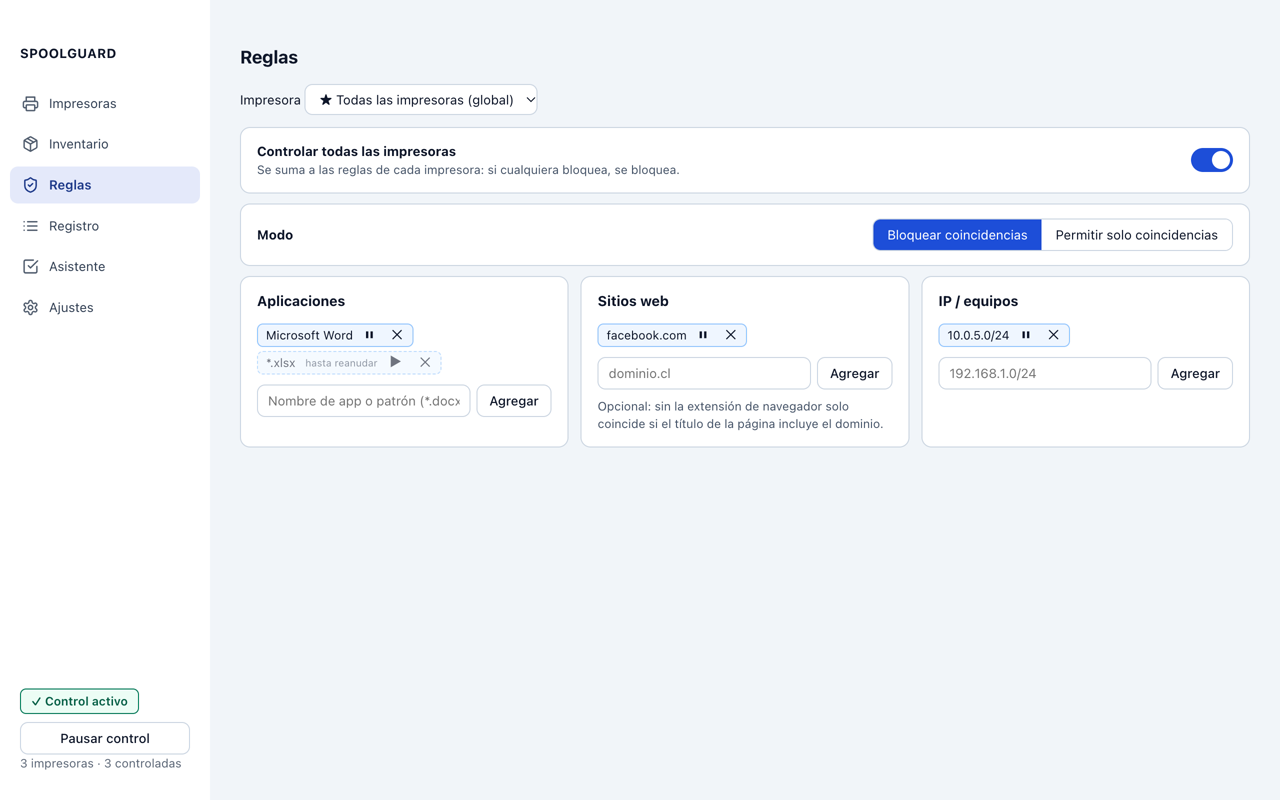 SPOOLGUARD
Impresoras
Inventario
Reglas
Registro
Asistente
Ajustes
✓ Control activo
Pausar control
3 impresoras · 3 controladas
Reglas
Impresora ★ Todas las impresoras (global)
Controlar todas las impresoras
Se suma a las reglas de cada impresora: si cualquiera bloquea, se bloquea.
Modo
Bloquear coincidencias Permitir solo coincidencias
Aplicaciones
Microsoft Word
*.xlsx hasta reanudar
Nombre de app o patrón (*.docx Agregar
Sitios web
facebook.com
dominio.cl Agregar
Opcional: sin la extensión de navegador solo
coincide si el título de la página incluye el dominio.
IP / equipos
10.0.5.0/24
192.168.1.0/24 Agregar